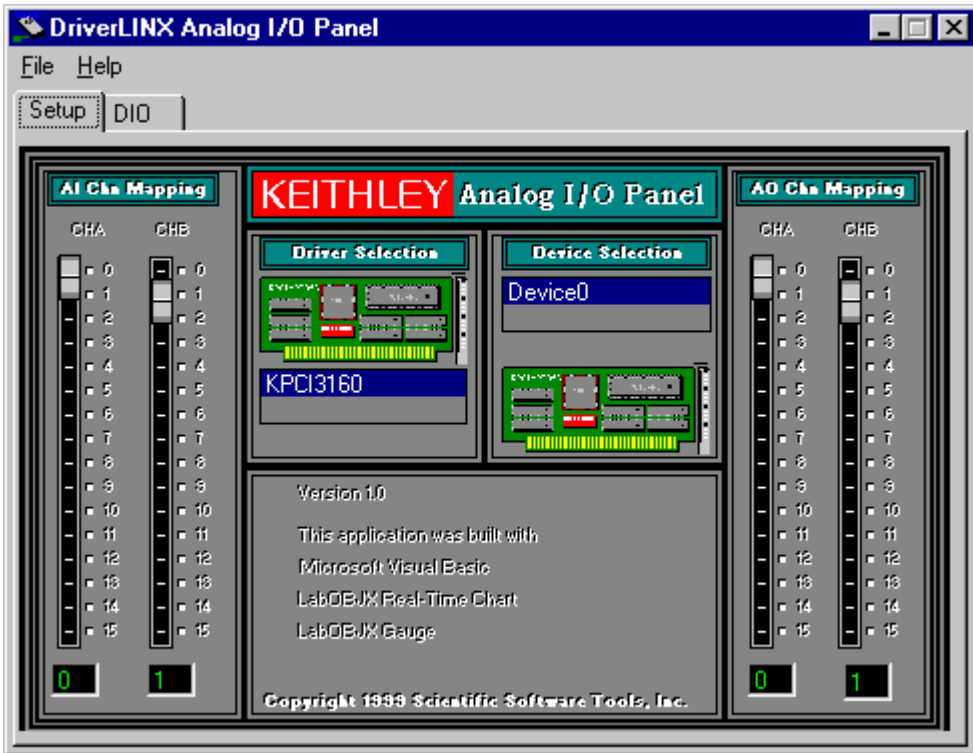 DriverLINX Analog I/O Panel
File Help
Setup DIO
AI Chn Mapping
CHA CHB
0 0
1 1
2 2
3 3
4 4
5 5
6 6
7 7
8 8
9 9
10 10
11 11
12 12
13 13
14 14
15 15
0 1
KEITHLEY Analog I/O Panel
Driver Selection
KPCI3160
Device Selection
Device0
Version 1.0
This application was built with
Microsoft Visual Basic
LabOBJX Real-Time Chart
LabOBJX Gauge
Copyright 1999 Scientific Software Tools, Inc.
AO Chn Mapping
CHA CHB
0 0
1 1
2 2
3 3
4 4
5 5
6 6
7 7
8 8
9 9
10 10
11 11
12 12
13 13
14 14
15 15
0 1